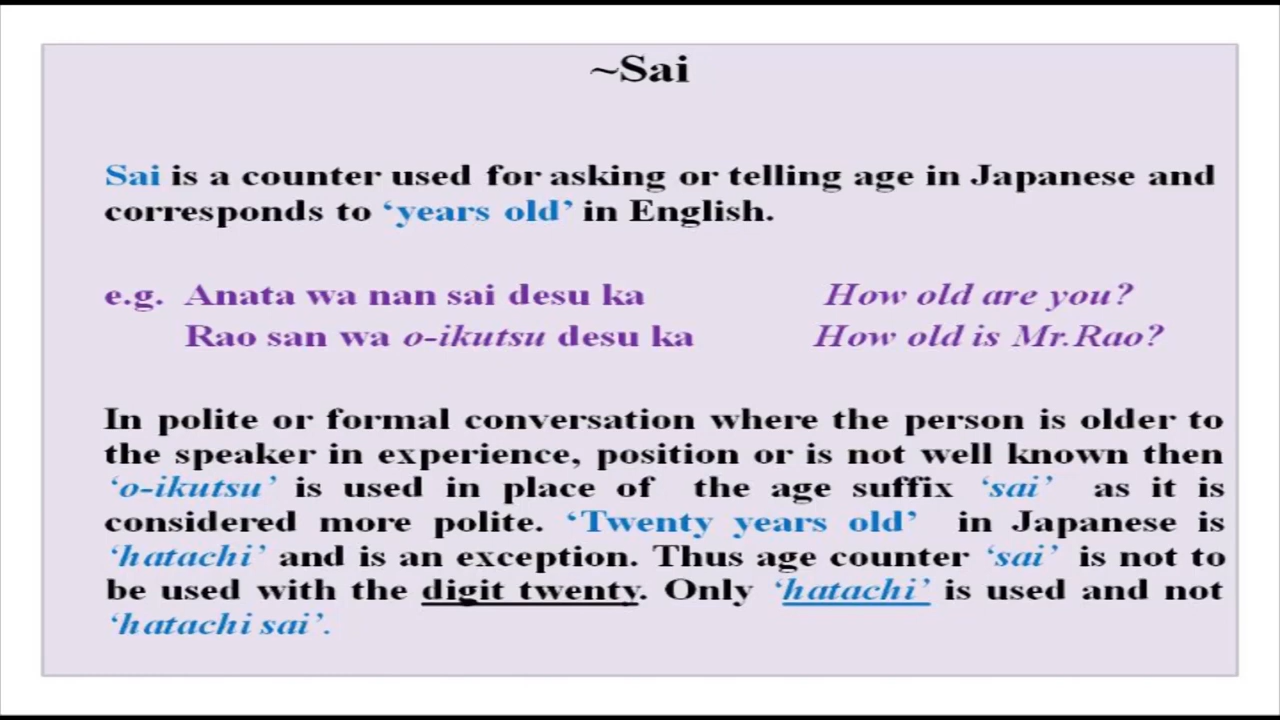 ~Sai
Sai is a counter used for asking or telling age in Japanese and
corresponds to ‘years old’ in English.
e.g. Anata wa nan sai desu ka How old are you?
Rao san wa o-ikutsu desu ka How old is Mr.Rao?
In polite or formal conversation where the person is older to
the speaker in experience, position or is not well known then
‘o-ikutsu’ is used in place of the age suffix ‘sai’ as it is
considered more polite. ‘Twenty years old’ in Japanese is
‘hatachi’ and is an exception. Thus age counter ‘sai’ is not to
be used with the digit twenty. Only ‘hatachi’ is used and not
‘hatachi sai’.